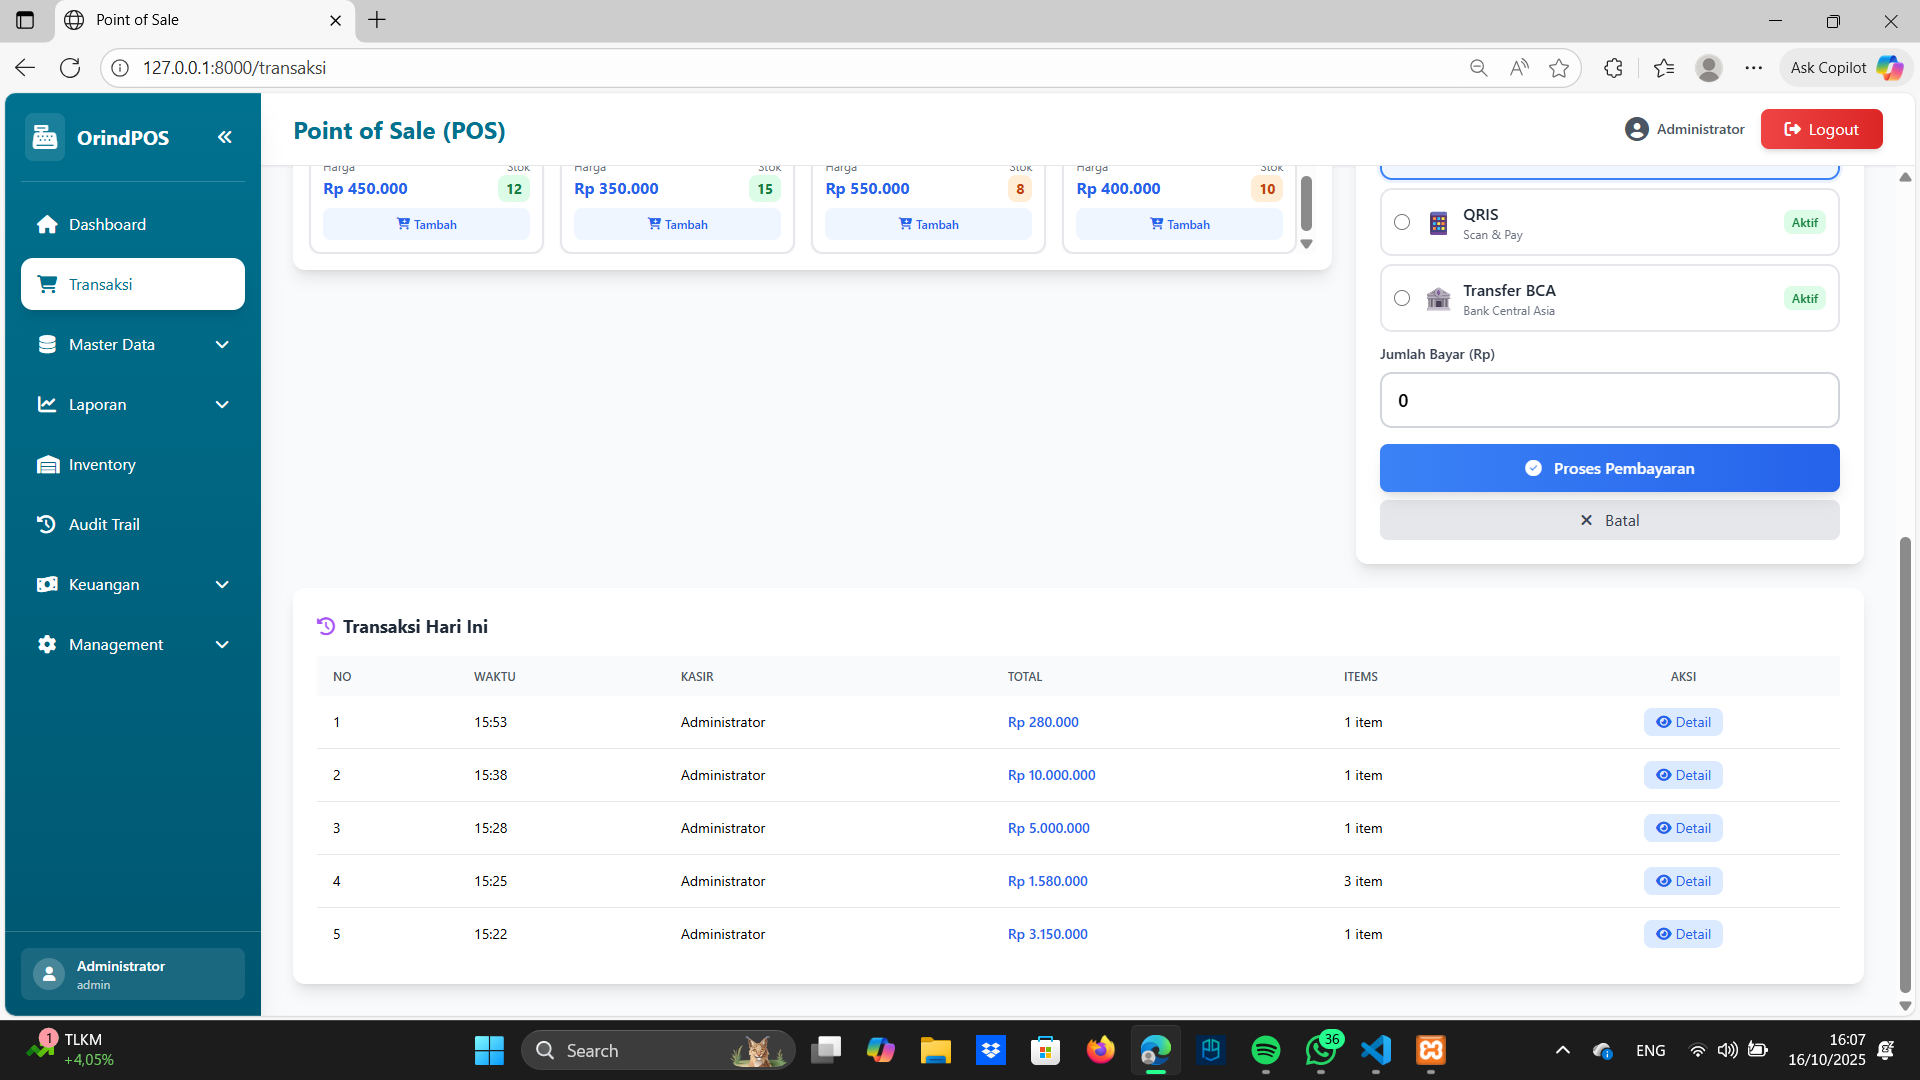 Point of Sale
127.0.0.1:8000/transaksi
Ask Copilot
OrindPOS
Point of Sale (POS)
Administrator
Logout
Dashboard
Transaksi
Master Data
Laporan
Inventory
Audit Trail
Keuangan
Management
Administrator
admin
Harga Stok
Rp 450.000 12
Tambah
Harga Stok
Rp 350.000 15
Tambah
Harga Stok
Rp 550.000 8
Tambah
Harga Stok
Rp 400.000 10
Tambah
QRIS
Scan & Pay
Aktif
Transfer BCA
Bank Central Asia
Aktif
Jumlah Bayar (Rp)
0
Proses Pembayaran
Batal
Transaksi Hari Ini
NO WAKTU KASIR TOTAL ITEMS AKSI
1 15:53 Administrator Rp 280.000 1 item Detail
2 15:38 Administrator Rp 10.000.000 1 item Detail
3 15:28 Administrator Rp 5.000.000 1 item Detail
4 15:25 Administrator Rp 1.580.000 3 item Detail
5 15:22 Administrator Rp 3.150.000 1 item Detail
1
TLKM
+4,05%
Search
36
ENG
16:07
16/10/2025